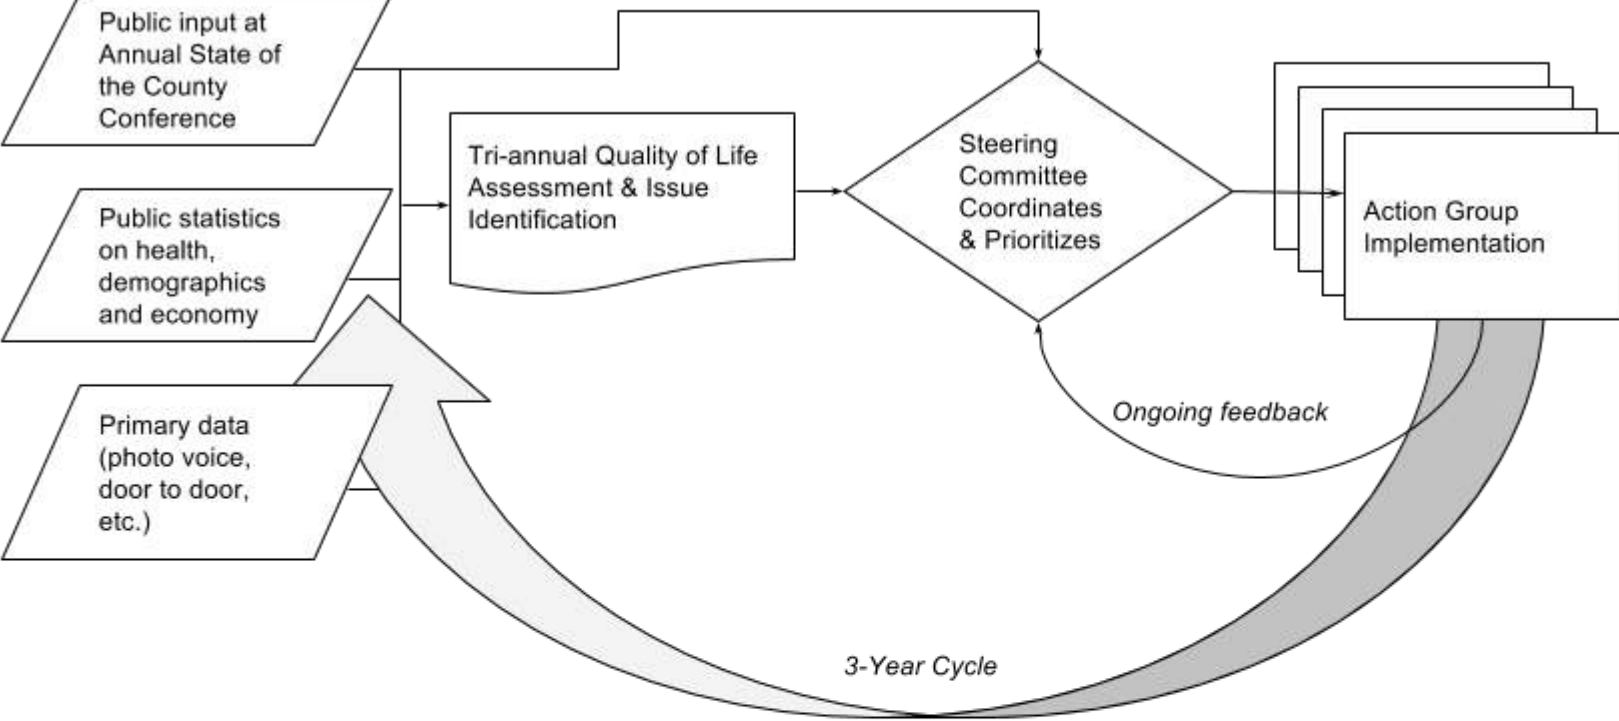 Public input at
Annual State of
the County
Conference
Tri-annual Quality of Life
Assessment & Issue
Identification
Steering
Committee
Coordinates
& Prioritizes
Action Group
Implementation
Public statistics
on health,
demographics
and economy
Primary data
(photo voice,
door to door,
etc.)
Ongoing feedback
3-Year Cycle